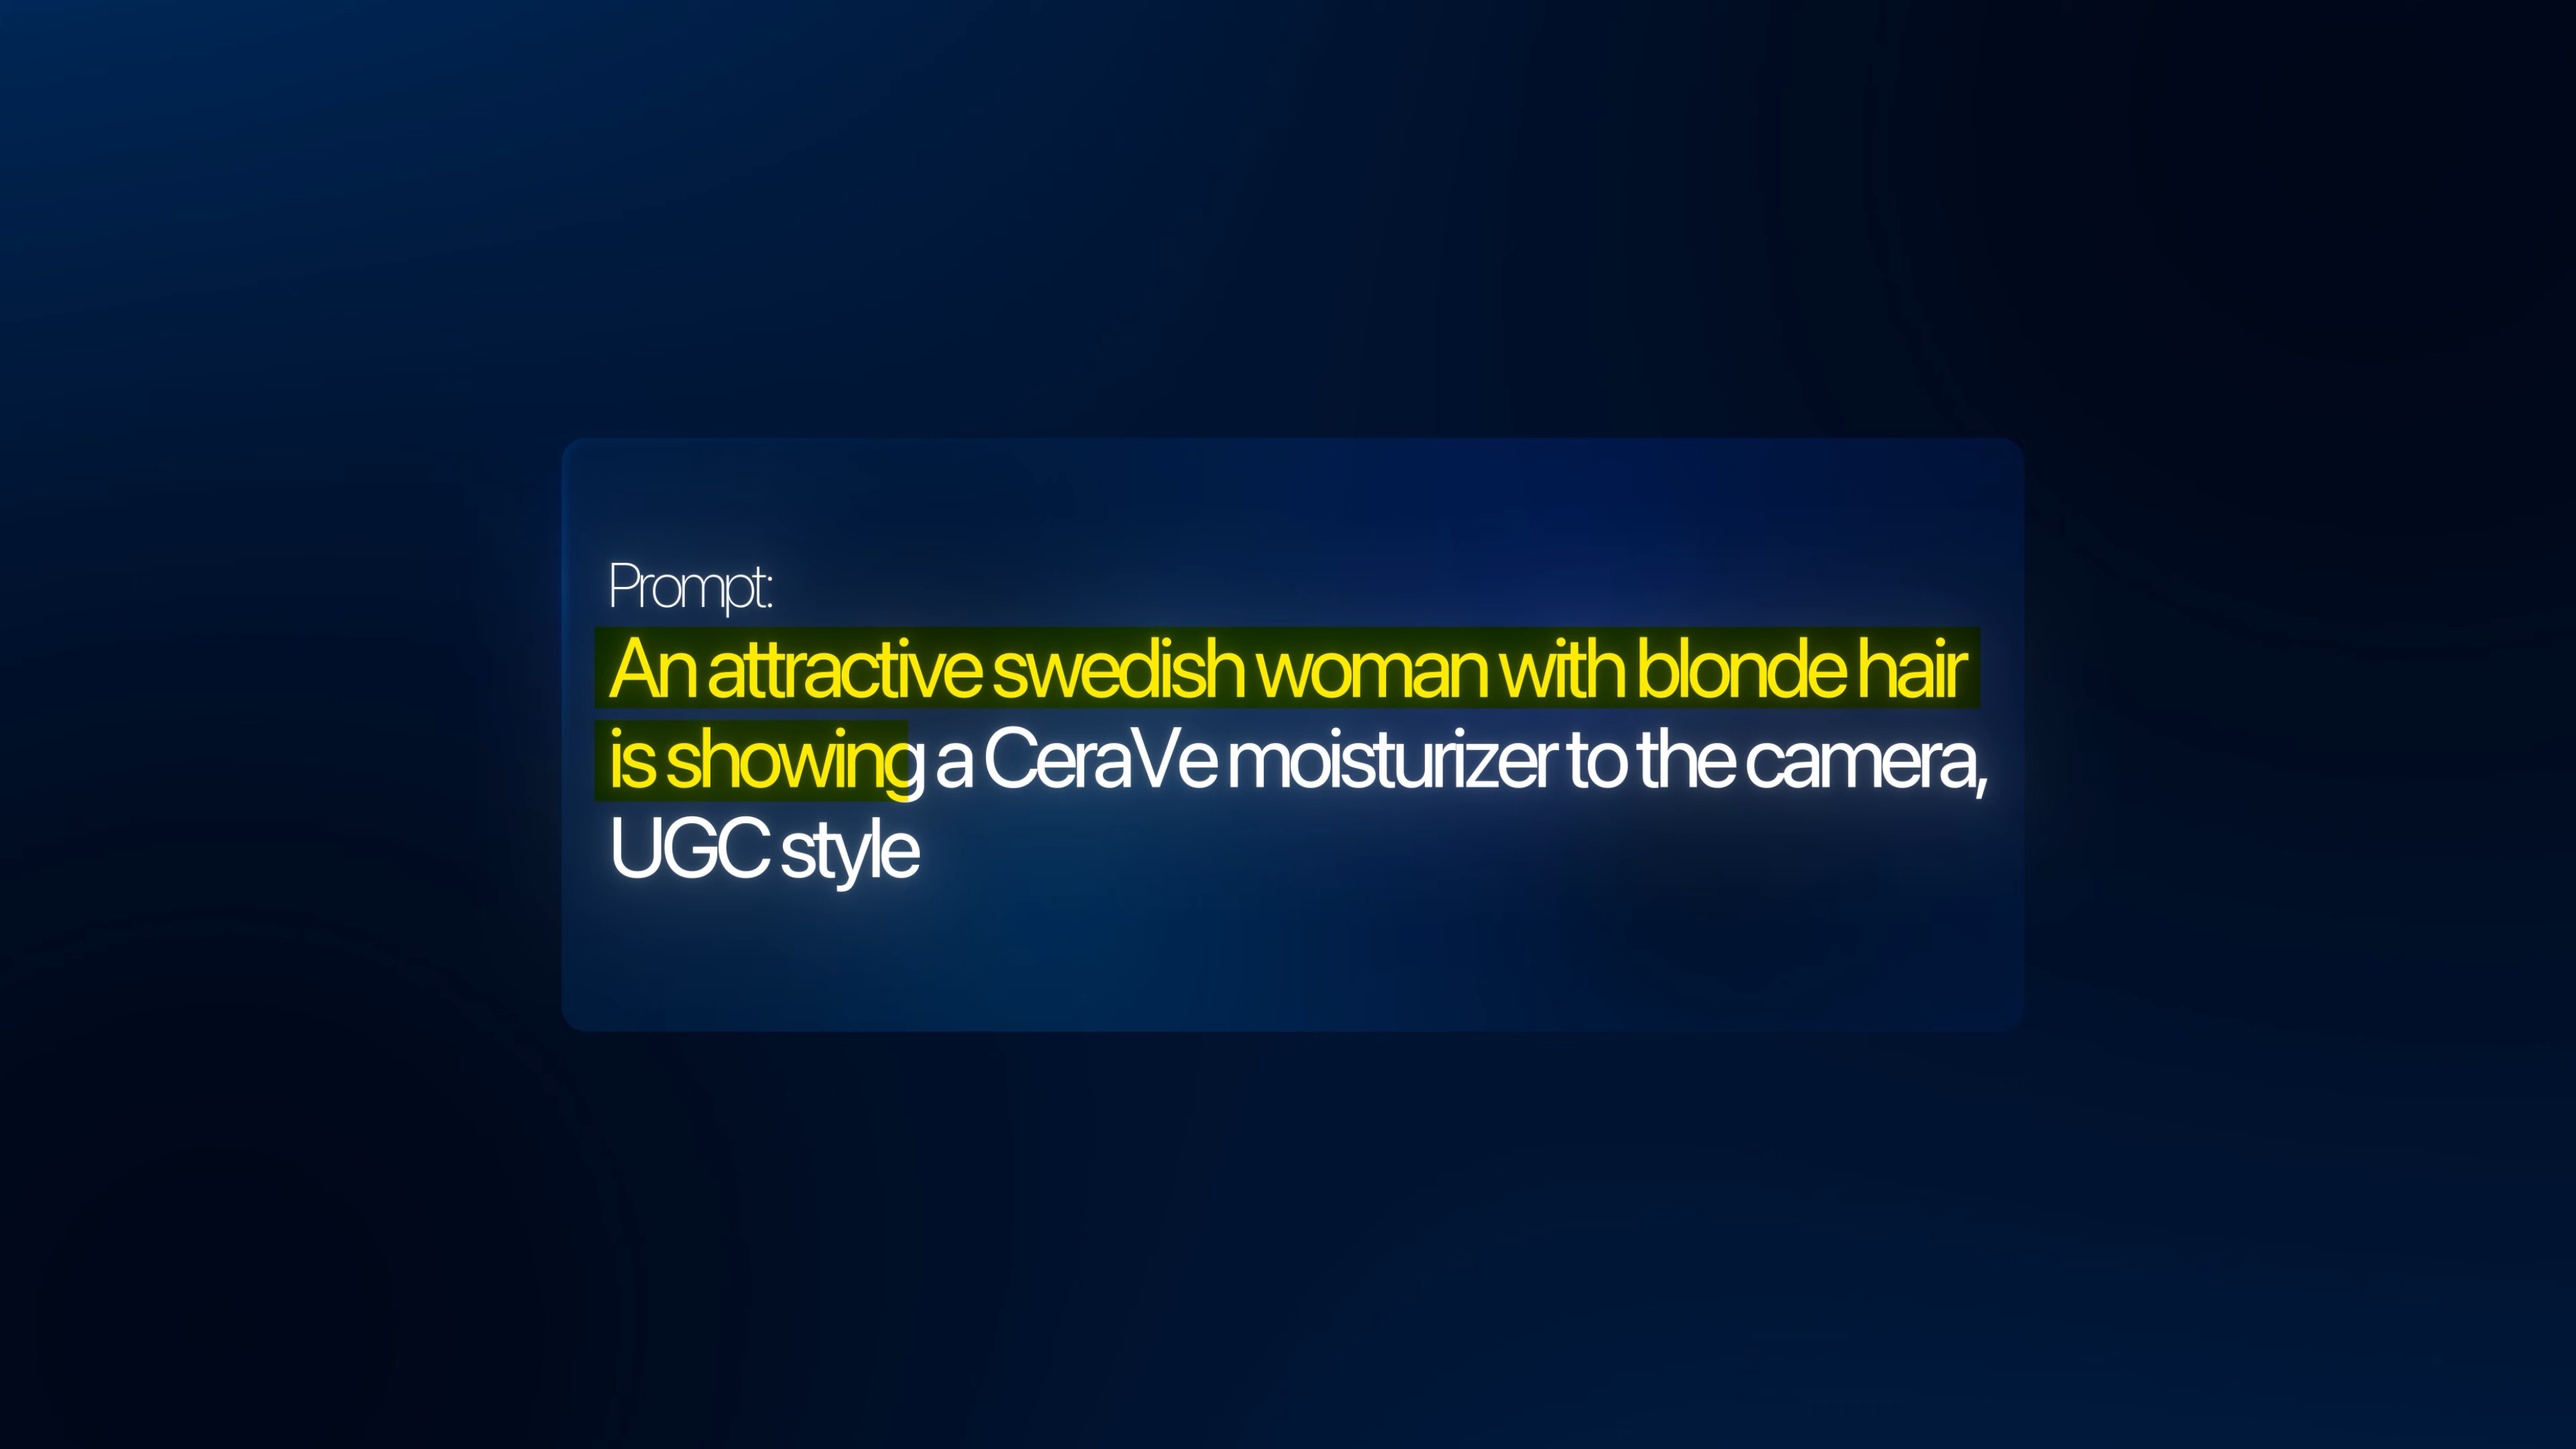 Prompt:
An attractive swedish woman with blonde hair
is showing a CeraVe moisturizer to the camera,
UGC style